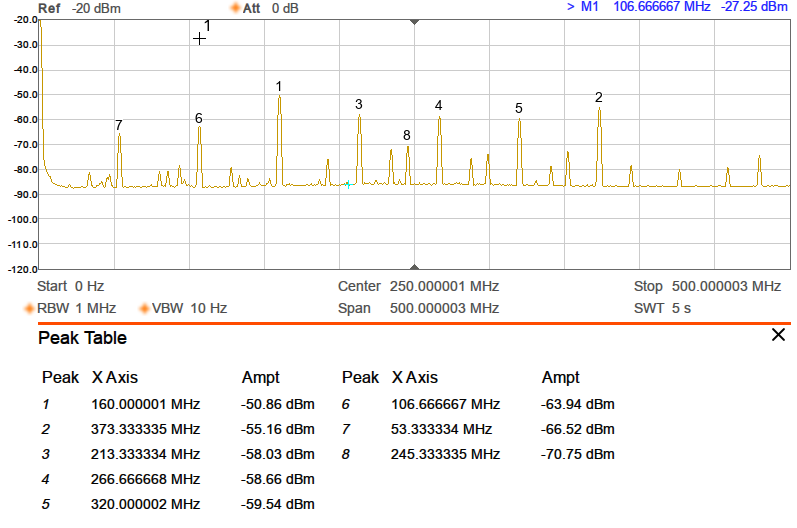 Ref -20 dBm Att 0 dB > M1 106.666667 MHz -27.25 dBm
-20.0
-30.0
-40.0
-50.0
-60.0
-70.0
-80.0
-90.0
-100.0
-110.0
-120.0
1
1
2
3
4
5
6
7
8
Start 0 Hz Center 250.000001 MHz Stop 500.000003 MHz
RBW 1 MHz VBW 10 Hz Span 500.000003 MHz SWT 5 s
Peak Table
Peak X Axis Ampt Peak X Axis Ampt
1 160.000001 MHz -50.86 dBm 6 106.666667 MHz -63.94 dBm
2 373.333335 MHz -55.16 dBm 7 53.333334 MHz -66.52 dBm
3 213.333334 MHz -58.03 dBm 8 245.333335 MHz -70.75 dBm
4 266.666668 MHz -58.66 dBm
5 320.000002 MHz -59.54 dBm